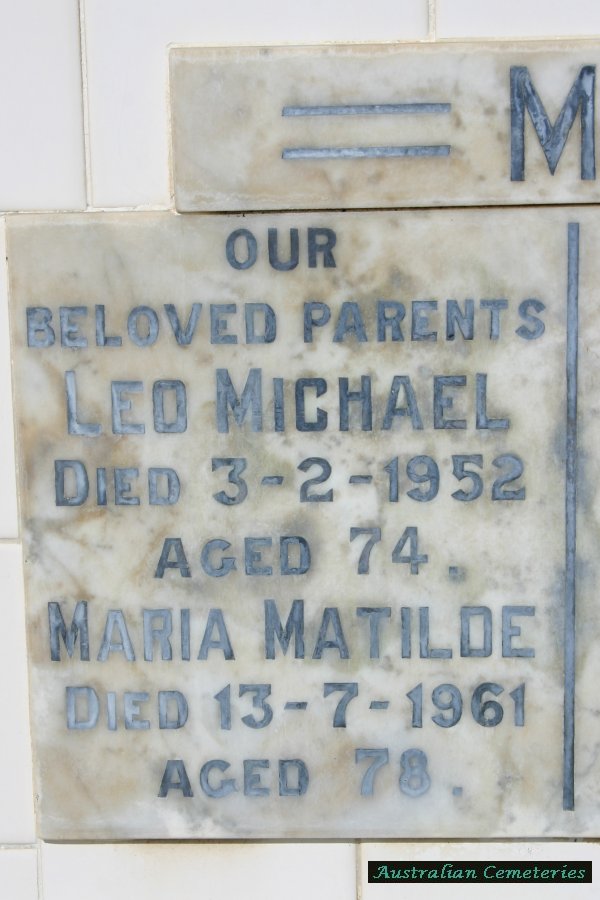 M
OUR
BELOVED PARENTS
LEO MICHAEL
DIED 3-2-1952
AGED 74.
MARIA MATILDE
DIED 13-7-1961
AGED 78.
Australian Cemeteries